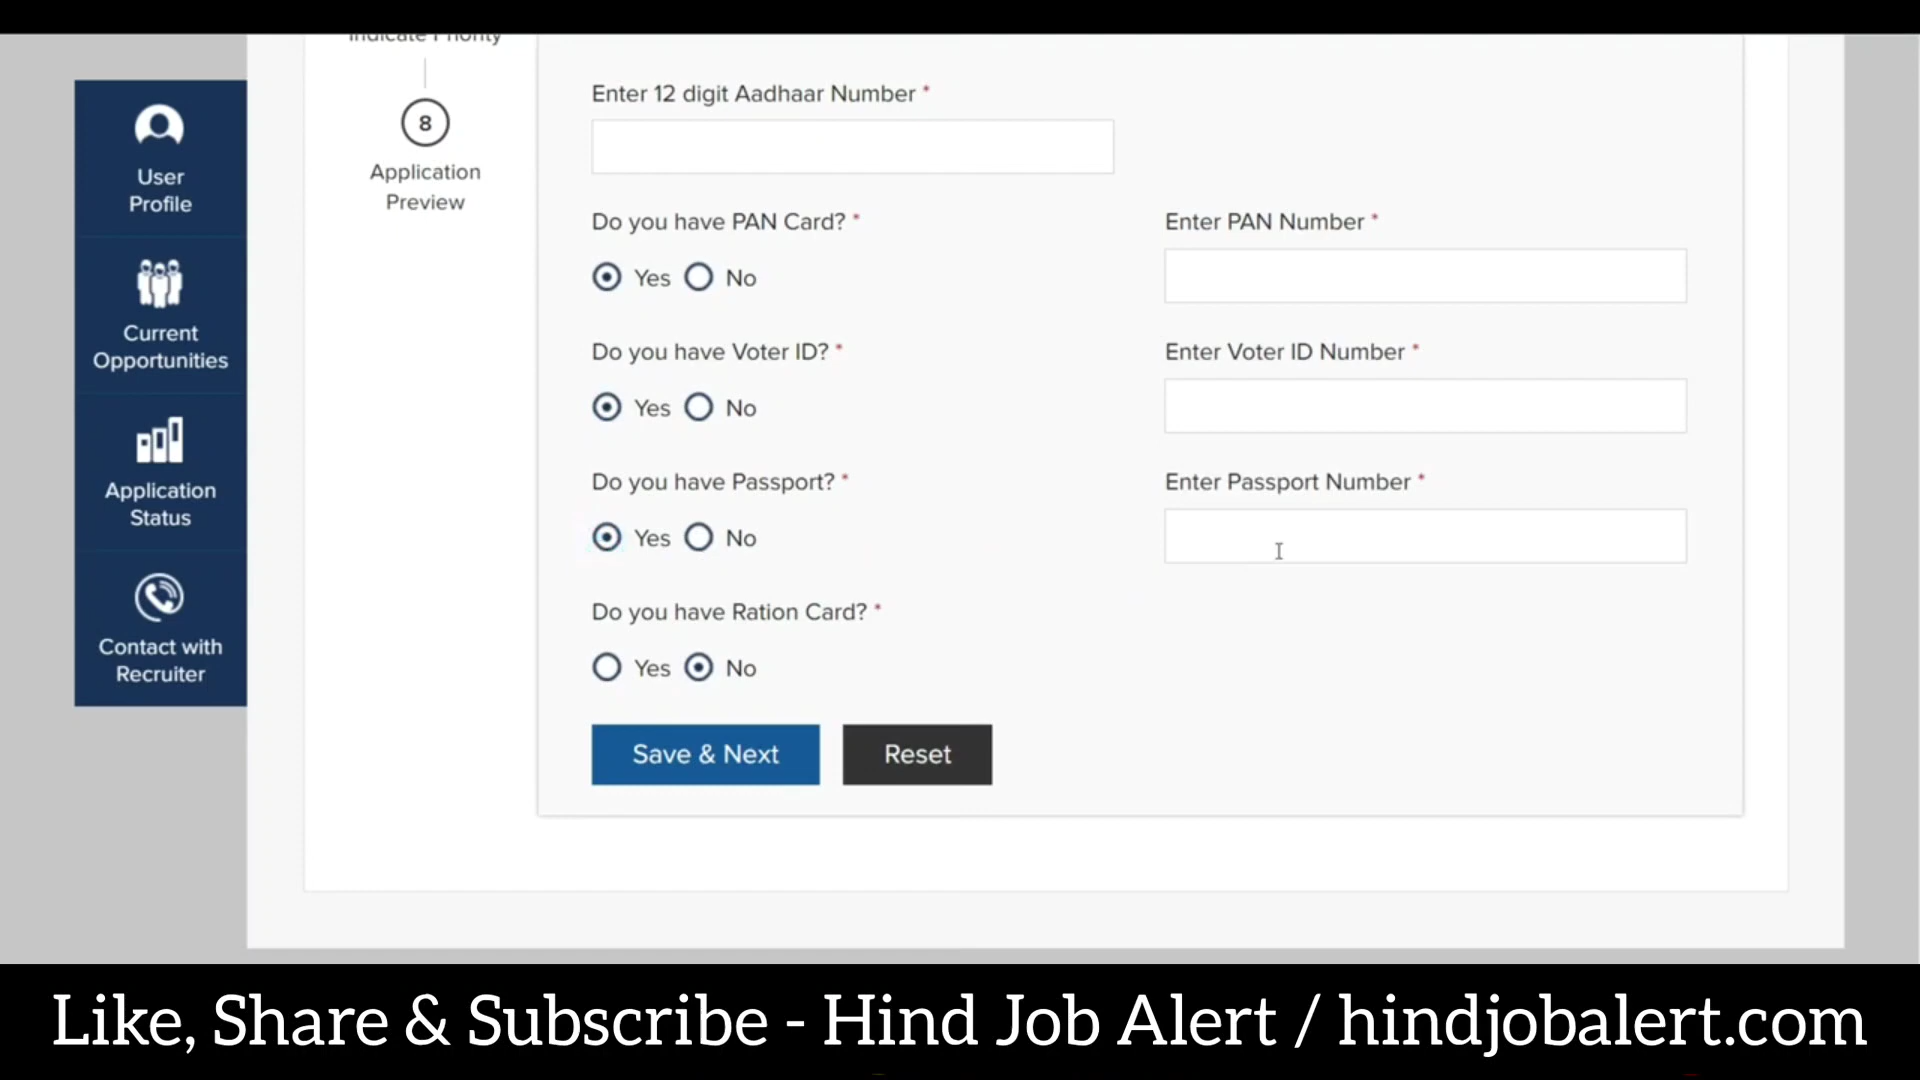 Indicate Priority
8
Application
Preview
User
Profile
Current
Opportunities
Application
Status
Contact with
Recruiter
Enter 12 digit Aadhaar Number *
Do you have PAN Card? *
Enter PAN Number *
Yes No
Do you have Voter ID? *
Enter Voter ID Number *
Yes No
Do you have Passport? *
Enter Passport Number *
Yes No
Do you have Ration Card? *
Yes No
Save & Next
Reset
Like, Share & Subscribe - Hind Job Alert / hindjobalert.com